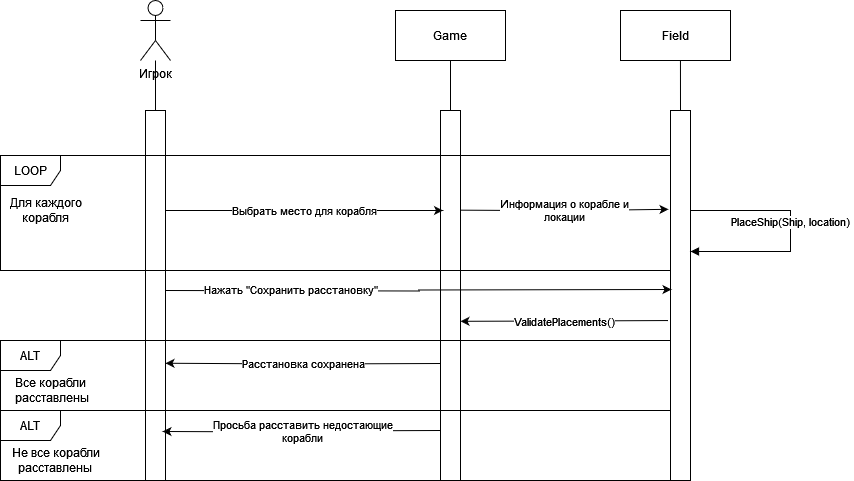 Игрок
Game
Field
LOOP
Для каждого
корабля
Выбрать место для корабля
Информация о корабле и
локации
PlaceShip(Ship, location)
Нажать "Сохранить расстановку"
ValidatePlacements()
ALT
Все корабли
расставлены
Расстановка сохранена
ALT
Не все корабли
расставлены
Просьба расставить недостающие
корабли